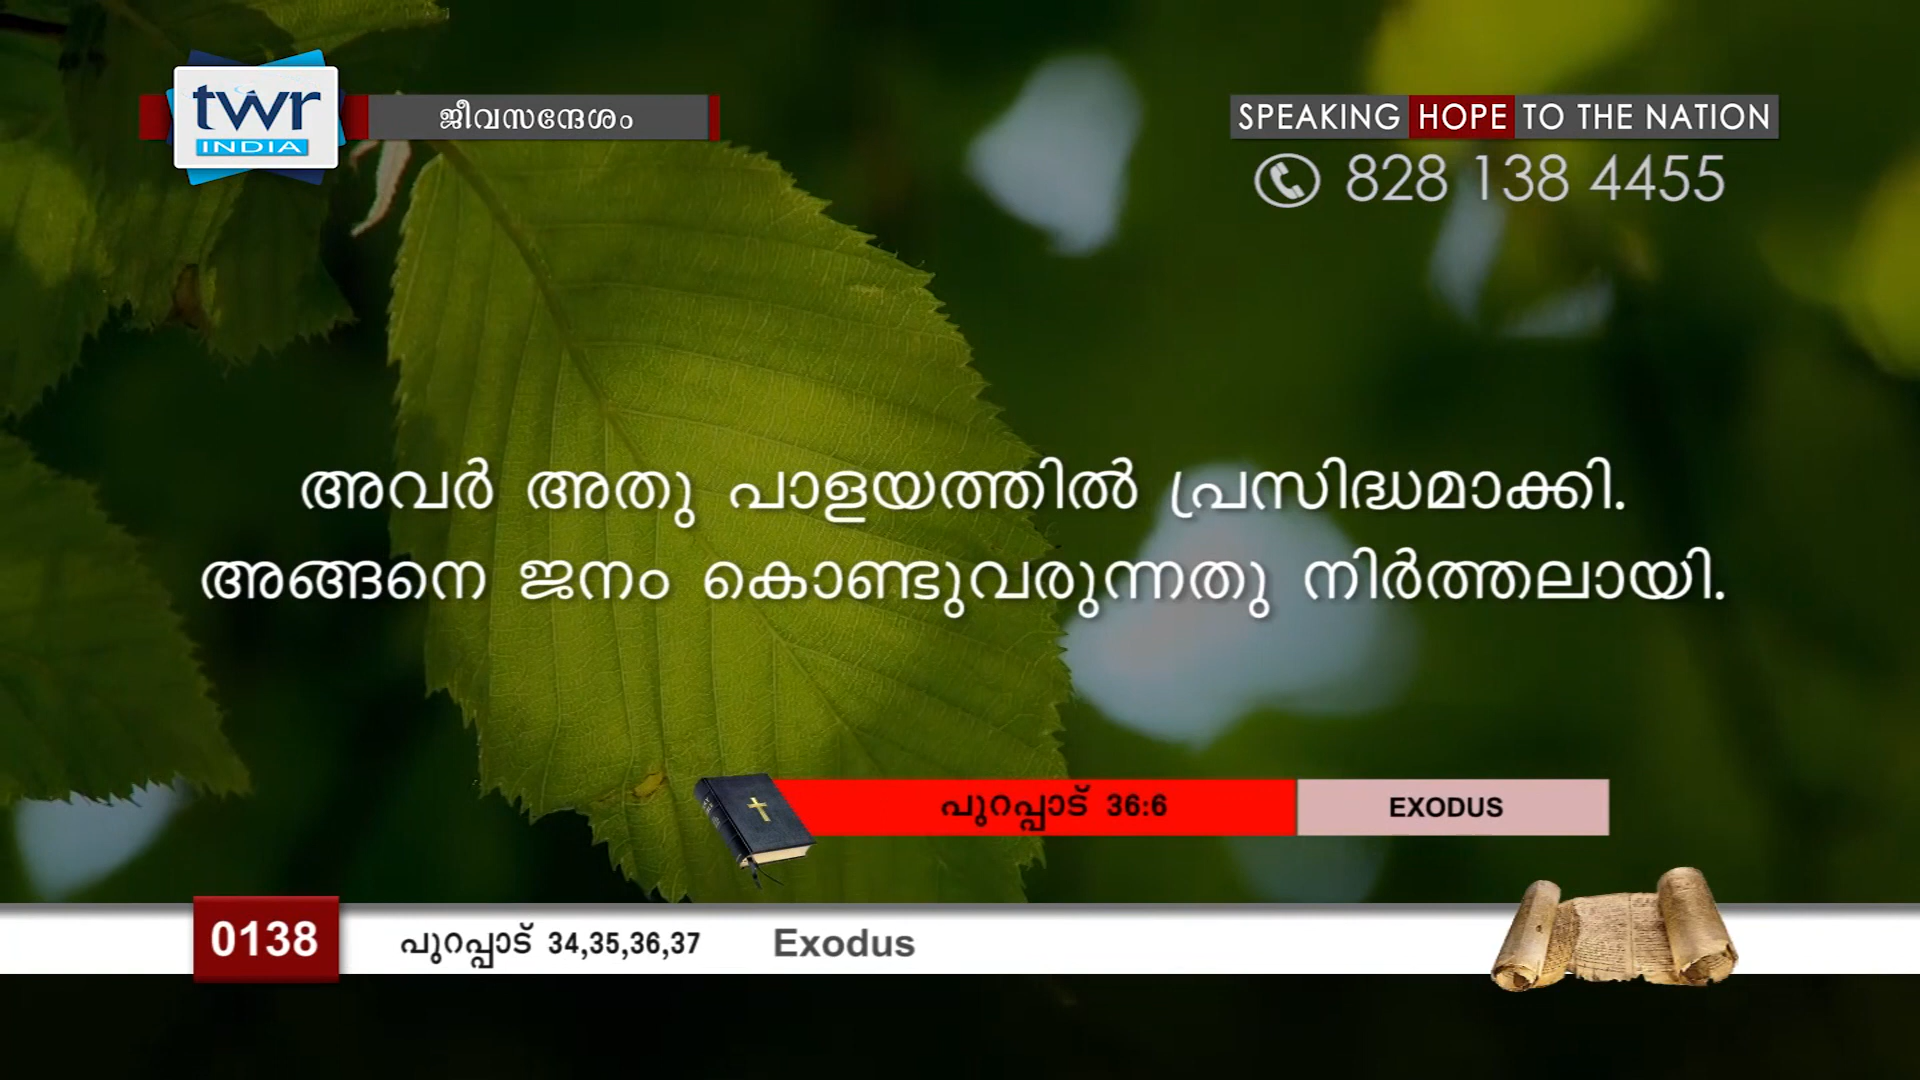 twr
INDIA
ജീവസന്ദേശം
SPEAKING HOPE TO THE NATION
828 138 4455
അവർ അതു പാളയത്തിൽ പ്രസിദ്ധമാക്കി.
അങ്ങനെ ജനം കൊണ്ടുവരുന്നതു നിർത്തലായി.
പുറപ്പാട് 36:6
EXODUS
0138
പുറപ്പാട് 34,35,36,37
Exodus